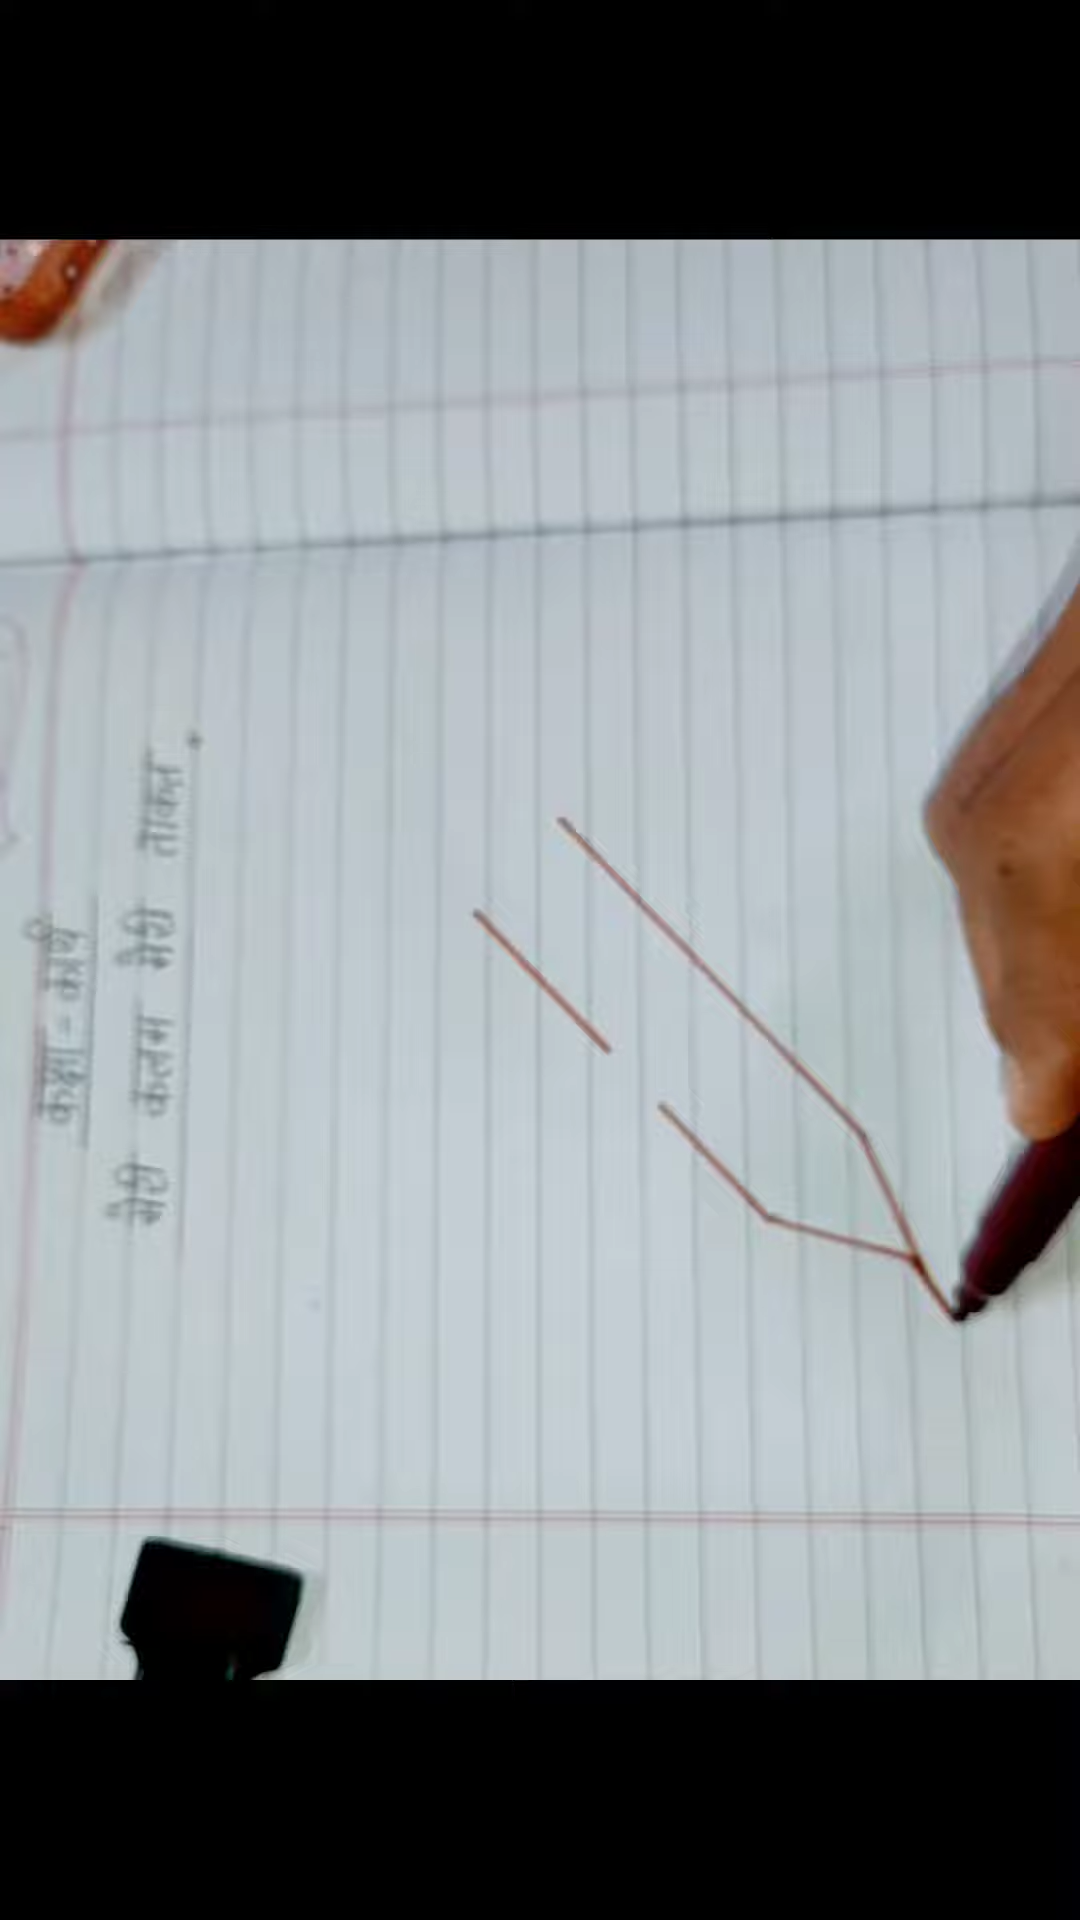 कक्षा - कार्य
मेरी कलम मेरी ताकत .